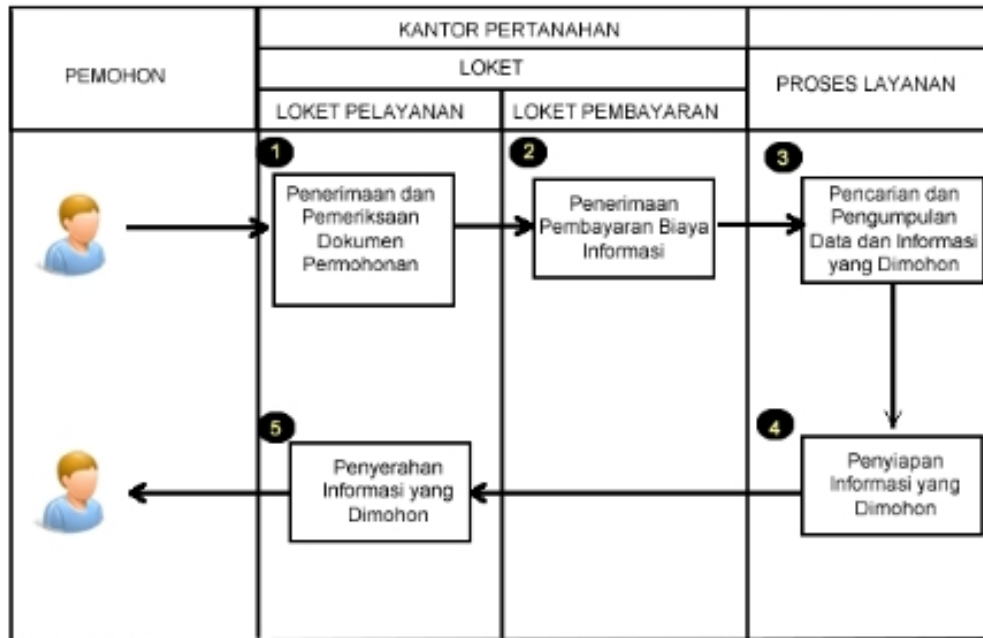 PEMOHON
KANTOR PERTANAHAN
LOKET
LOKET PELAYANAN
LOKET PEMBAYARAN
PROSES LAYANAN
1
Penerimaan dan
Pemeriksaan
Dokumen
Permohonan
2
Penerimaan
Pembayaran Biaya
Informasi
3
Pencarian dan
Pengumpulan
Data dan Informasi
yang Dimohon
4
Penyiapan
Informasi yang
Dimohon
5
Penyerahan
Informasi yang
Dimohon